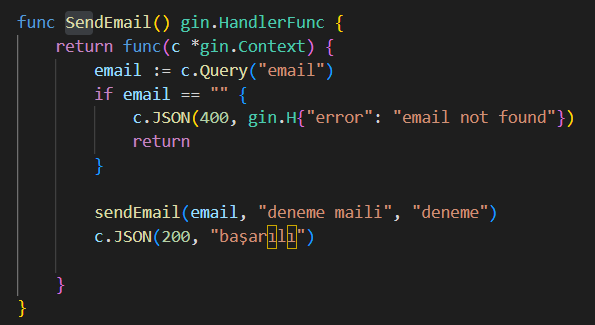 func SendEmail() gin.HandlerFunc {
    return func(c *gin.Context) {
        email := c.Query("email")
        if email == "" {
            c.JSON(400, gin.H{"error": "email not found"})
            return
        }

        sendEmail(email, "deneme maili", "deneme")
        c.JSON(200, "başarılı")

    }
}